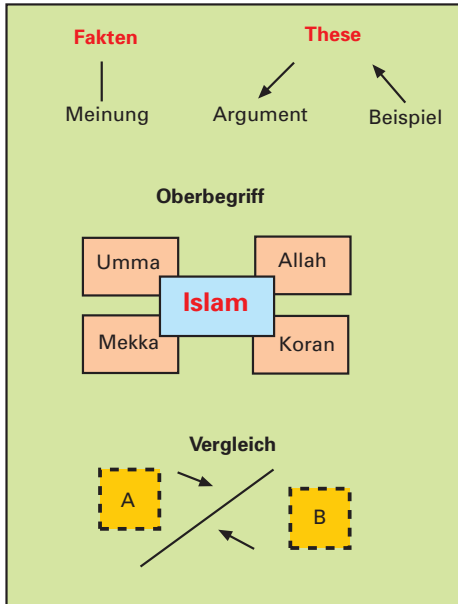 Fakten
These
Meinung
Argument
Beispiel
Oberbegriff
Umma
Allah
Islam
Mekka
Koran
Vergleich
A
B